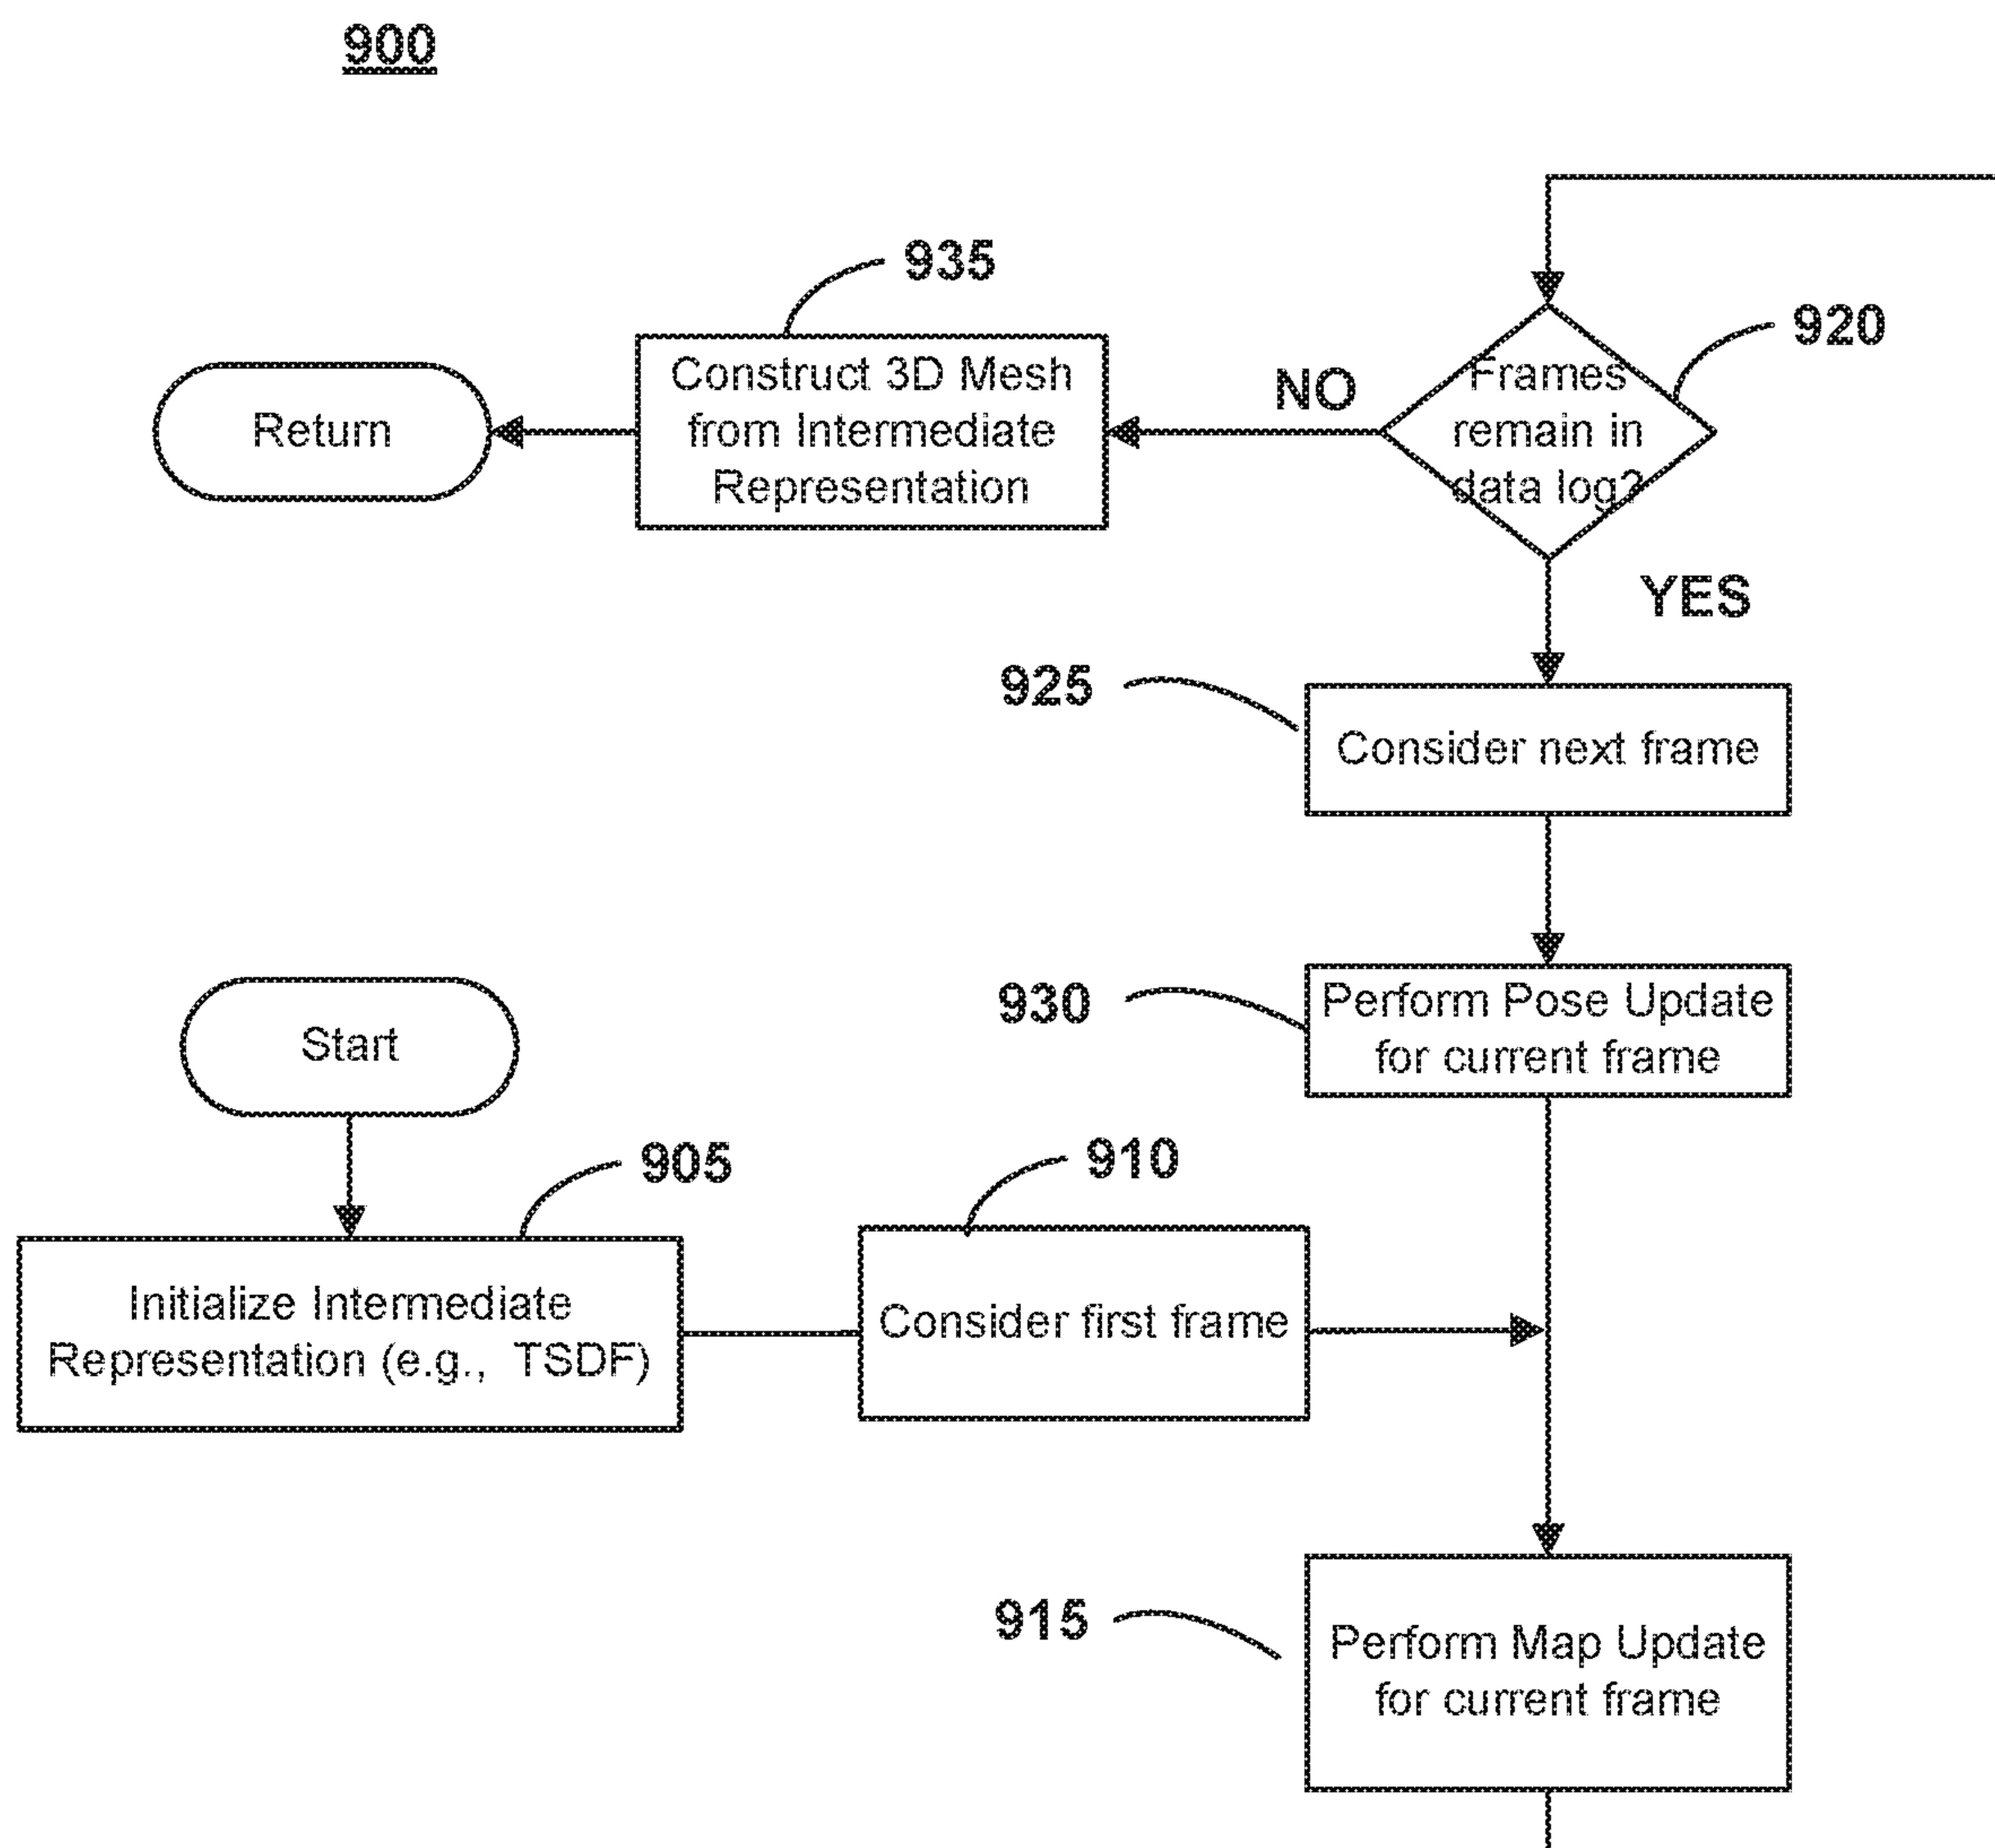 900
935
920
Construct 3D Mesh
from Intermediate
Representation
Return
NO
Frames
remain in
data log?
YES
925
Consider next frame
930
Perform Pose Update
for current frame
Start
905
910
Initialize Intermediate
Representation (e.g., TSDF)
Consider first frame
915
Perform Map Update
for current frame